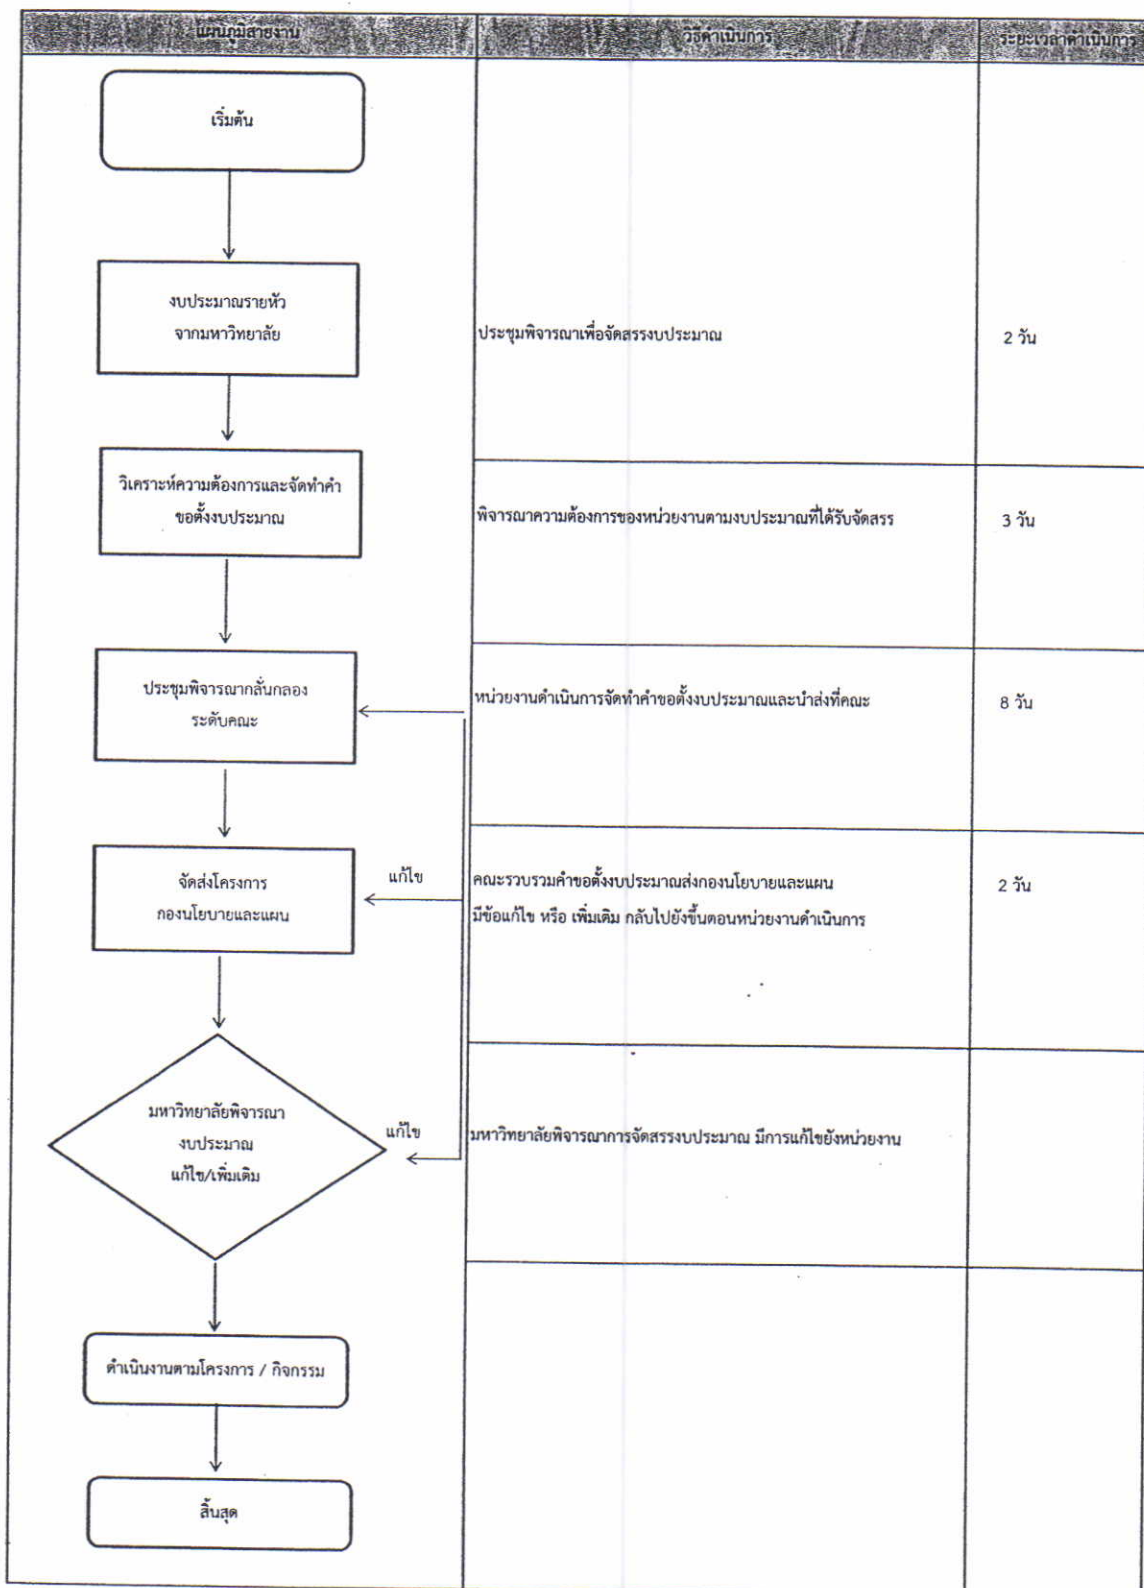 แผนภูมิสายงาน
วิธีดำเนินการ
ระยะเวลาดำเนินการ
เริ่มต้น
งบประมาณรายหัว
จากมหาวิทยาลัย
ประชุมพิจารณาเพื่อจัดสรรงบประมาณ
2 วัน
วิเคราะห์ความต้องการและจัดทำคำ
ขอตั้งงบประมาณ
พิจารณาความต้องการของหน่วยงานตามงบประมาณที่ได้รับจัดสรร
3 วัน
ประชุมพิจารณากลั่นกลอง
ระดับคณะ
หน่วยงานดำเนินการจัดทำคำขอตั้งงบประมาณและนำส่งที่คณะ
8 วัน
จัดส่งโครงการ
กองนโยบายและแผน
แก้ไข
คณะรวบรวมคำขอตั้งงบประมาณส่งกองนโยบายและแผน
มีข้อแก้ไข หรือ เพิ่มเติม กลับไปยังขึ้นตอนหน่วยงานดำเนินการ
2 วัน
มหาวิทยาลัยพิจารณา
งบประมาณ
แก้ไข/เพิ่มเติม
แก้ไข
มหาวิทยาลัยพิจารณาการจัดสรรงบประมาณ มีการแก้ไขยังหน่วยงาน
ดำเนินงานตามโครงการ / กิจกรรม
สิ้นสุด